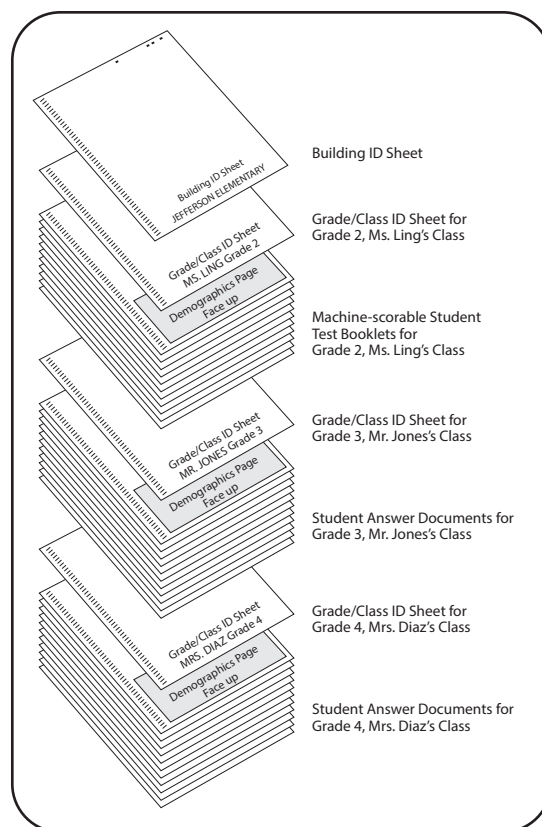 Building ID Sheet
JEFFERSON ELEMENTARY
Building ID Sheet
Grade/Class ID Sheet
MS. LING Grade 2
Grade/Class ID Sheet for
Grade 2, Ms. Ling's Class
Demographics Page
Face up
Machine-scorable Student
Test Booklets for
Grade 2, Ms. Ling's Class
Grade/Class ID Sheet
MR. JONES Grade 3
Grade/Class ID Sheet for
Grade 3, Mr. Jones's Class
Demographics Page
Face up
Student Answer Documents for
Grade 3, Mr. Jones's Class
Grade/Class ID Sheet
MRS. DIAZ Grade 4
Grade/Class ID Sheet for
Grade 4, Mrs. Diaz's Class
Demographics Page
Face up
Student Answer Documents for
Grade 4, Mrs. Diaz's Class